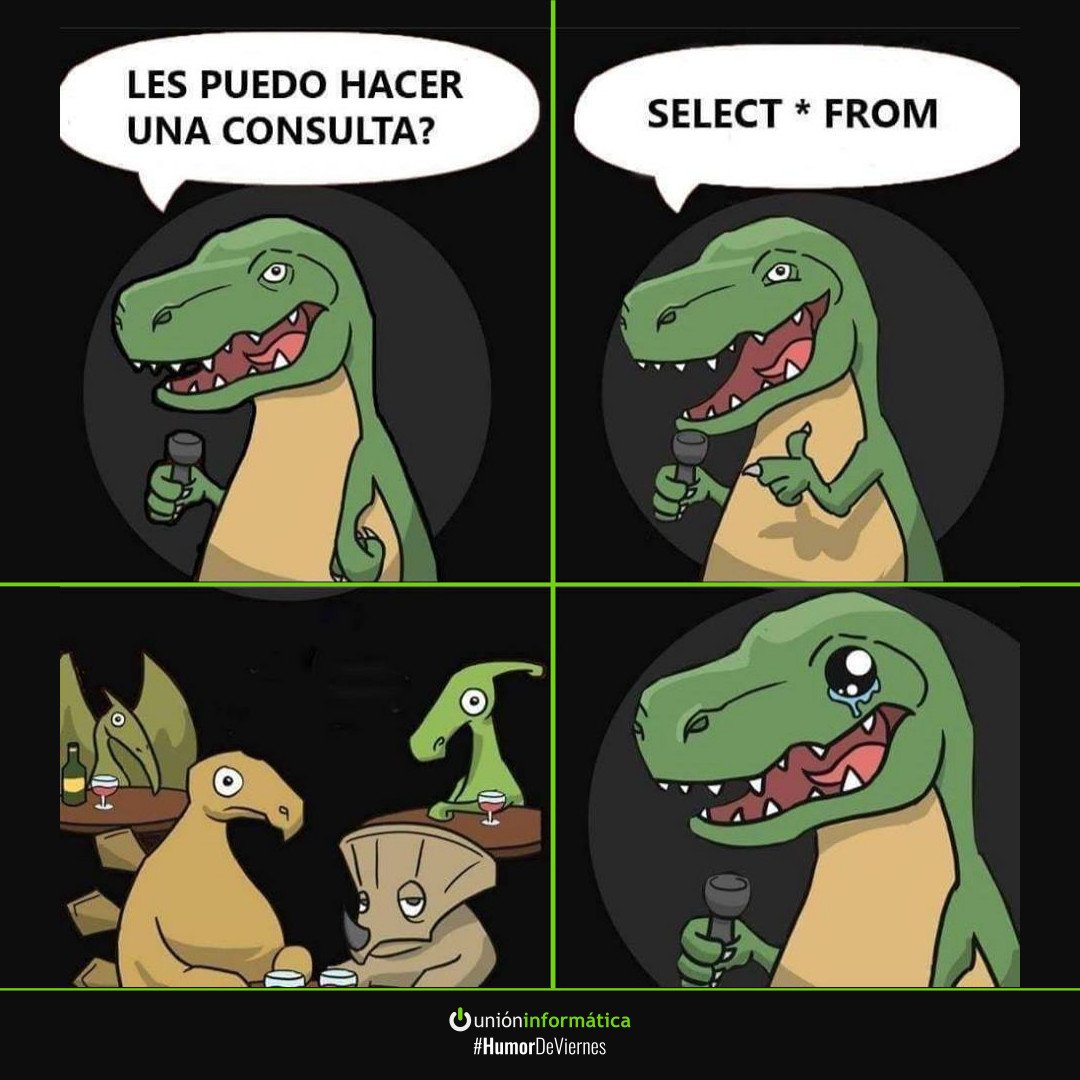 LES PUEDO HACER
UNA CONSULTA?
SELECT * FROM
unióninformática
#HumorDeViernes